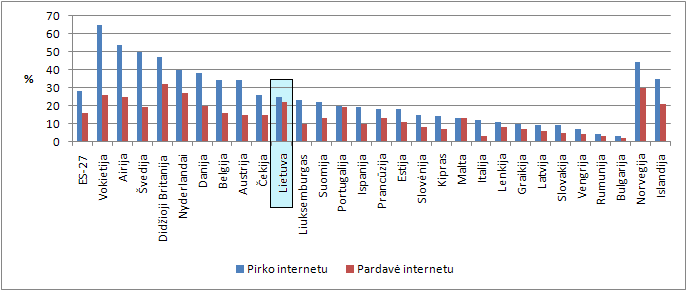 70
60
50
40
30
20
10
0
%
ES-27
Vokietija
Airija
Švedija
Didžioji Britanija
Nyderlandai
Danija
Belgija
Austrija
Čekija
Lietuva
Liuksemburgas
Suomija
Portugalija
Ispanija
Prancūzija
Estija
Slovėnija
Kipras
Malta
Italija
Lenkija
Graikija
Latvija
Slovakija
Vengrija
Rumunija
Bulgarija
Norvegija
Islandija
Pirko internetu
Pardavė internetu